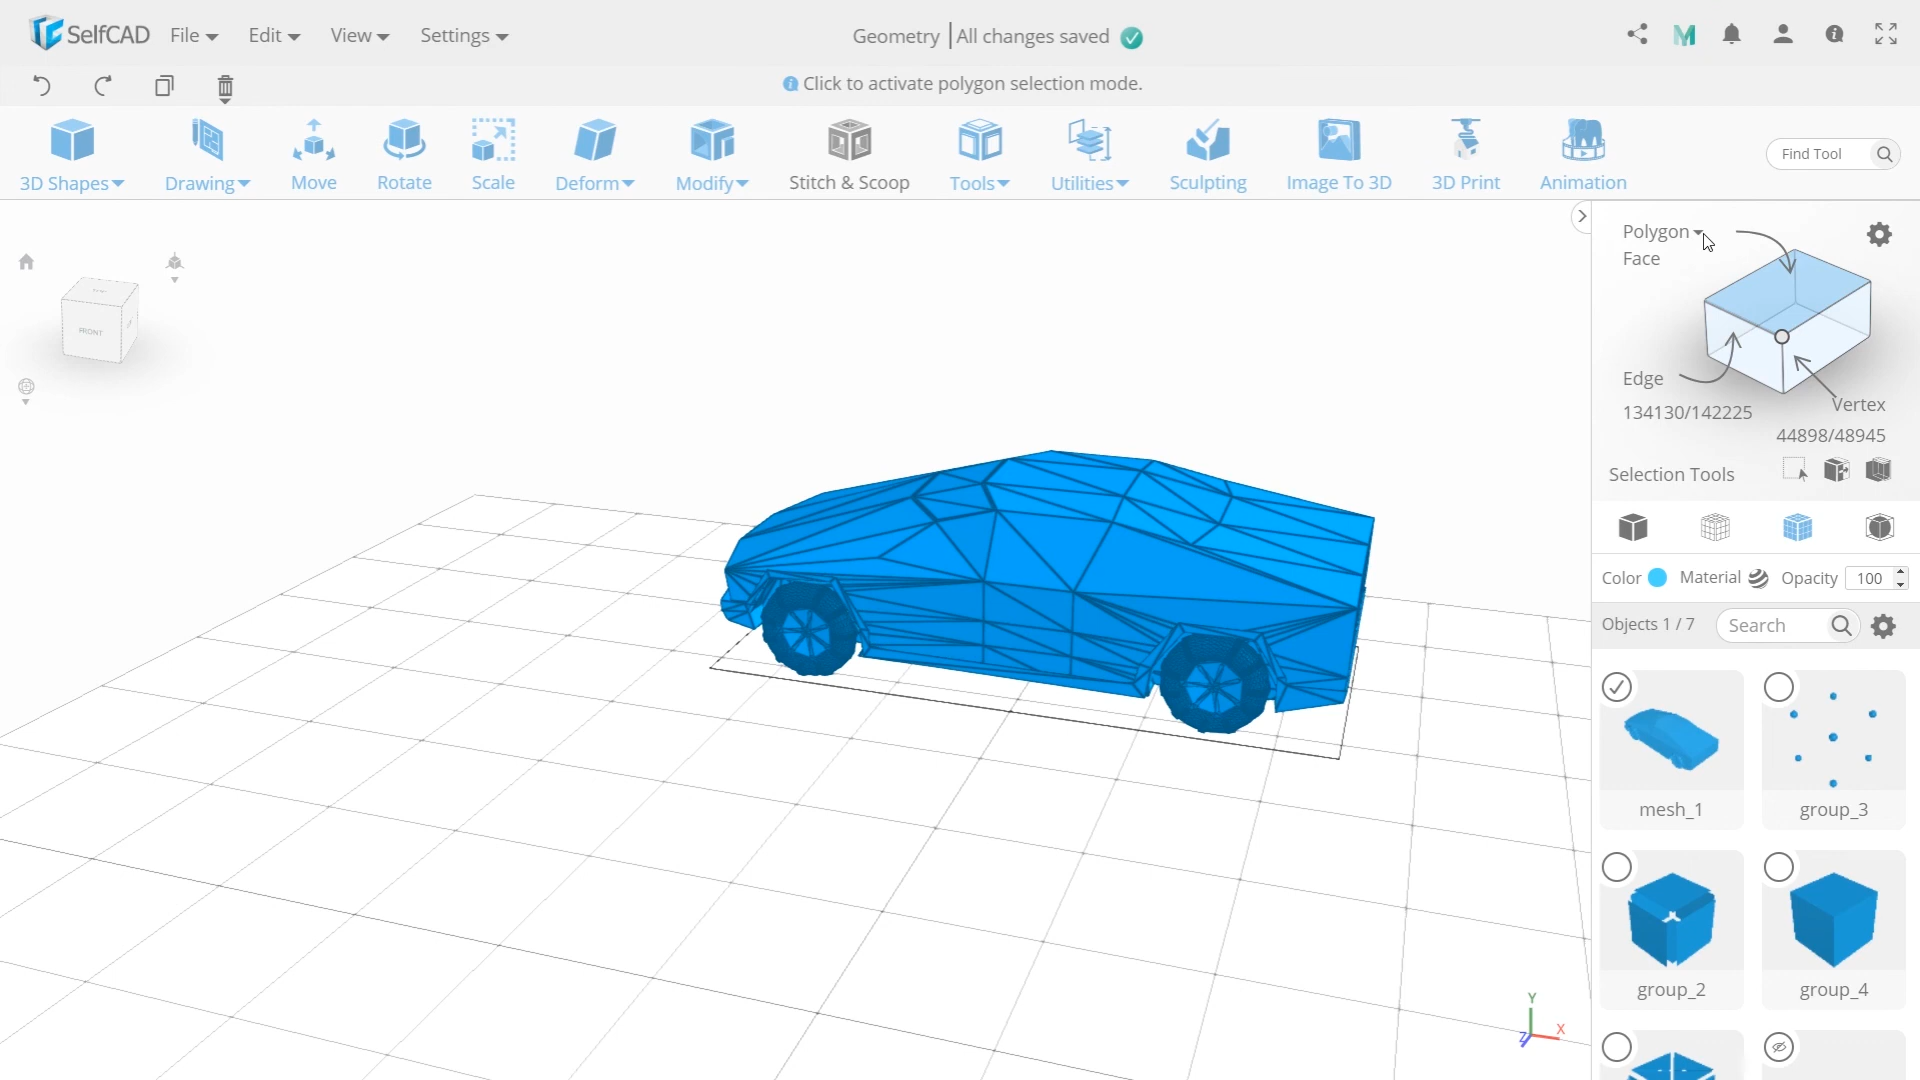 SelfCAD File Edit View Settings
Geometry All changes saved
Click to activate polygon selection mode.
3D Shapes Drawing Move Rotate Scale Deform Modify Stitch & Scoop Tools Utilities Sculpting Image To 3D 3D Print Animation
Find Tool
FRONT
Polygon
Face
Edge
134130/142225
Vertex
44898/48945
Selection Tools
Color Material Opacity 100
Objects 1 / 7 Search
mesh_1 group_3
group_2 group_4
Y
X
Z